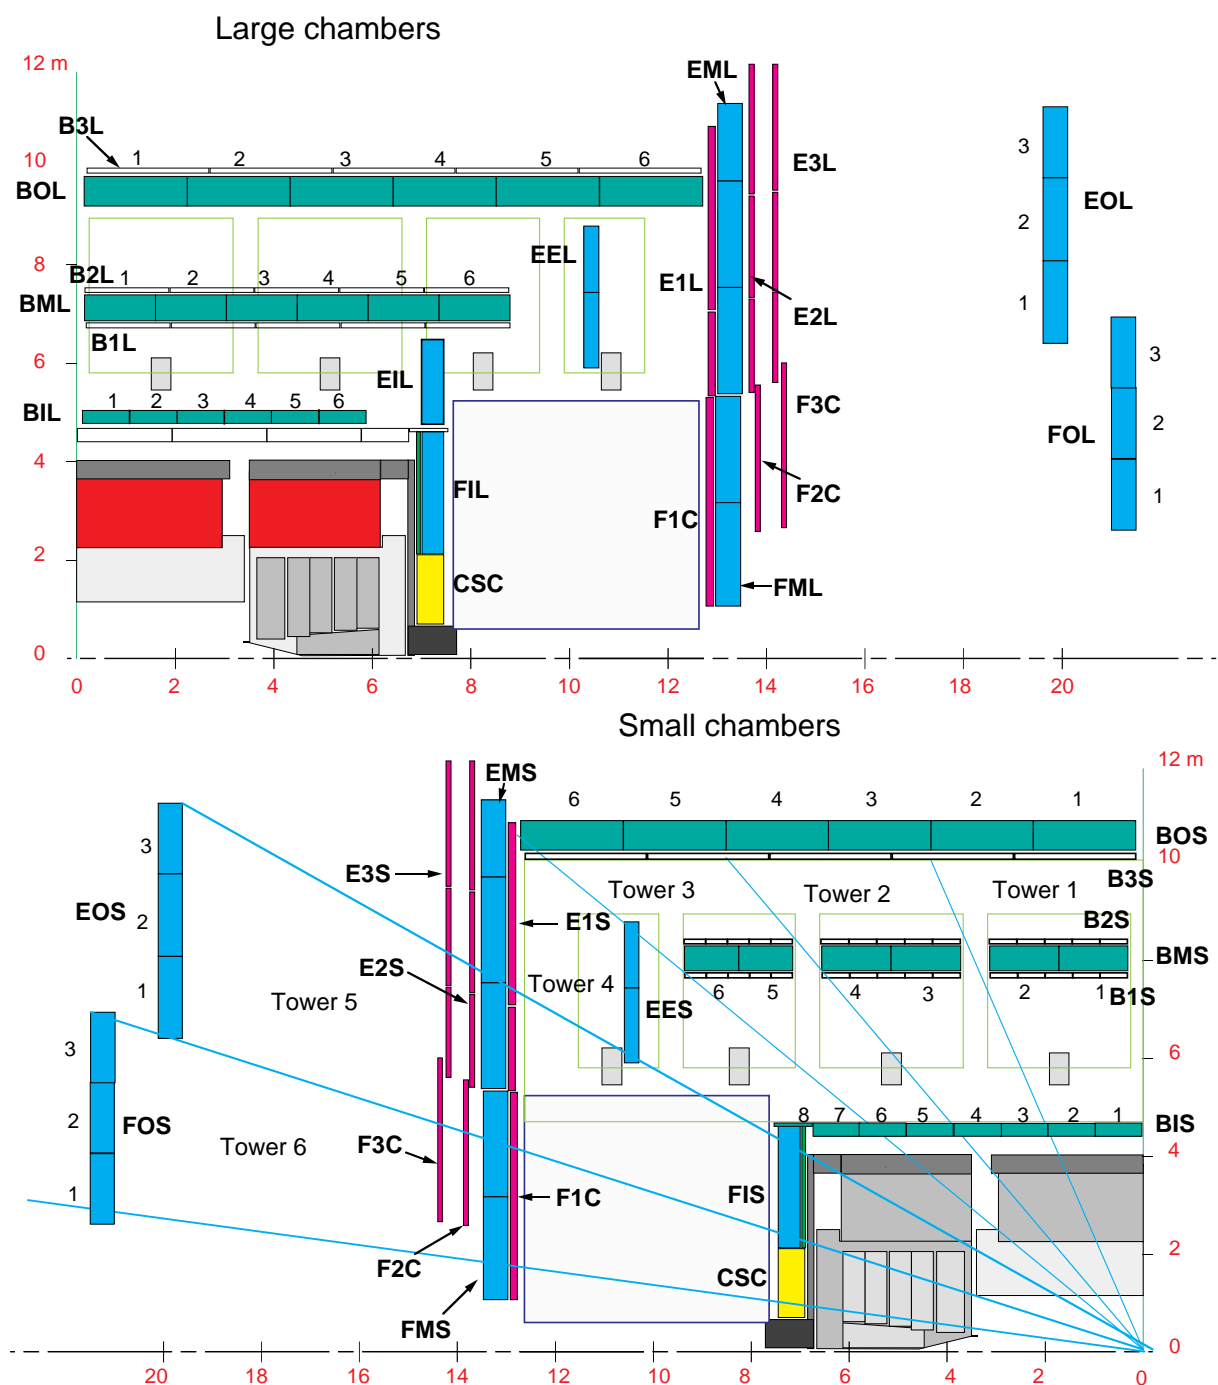 Large chambers
12 m
EML
B3L
1 2 3 4 5 6
10
E3L
3
BOL
EOL
2
EEL
8
B2L
1 2 3 4 5 6
E1L
BML
1
E2L
B1L
3
6
EIL
F3C
1 2 3 4 5 6
BIL
2
FOL
4
FIL
F2C
1
F1C
2
CSC
FML
0
0 2 4 6 8 10 12 14 16 18 20
Small chambers
12 m
EMS
6 5 4 3 2 1
BOS
3
10
E3S
B3S
Tower 3 Tower 2 Tower 1
EOS
2
E1S
B2S
BMS
E2S
Tower 4
6 5 4 3 2 1
B1S
1
Tower 5
EES
3
6
8 7 6 5 4 3 2 1
BIS
2
FOS
F3C
Tower 6
4
1
F1C
FIS
2
F2C
CSC
FMS
0
20 18 16 14 12 10 8 6 4 2 0